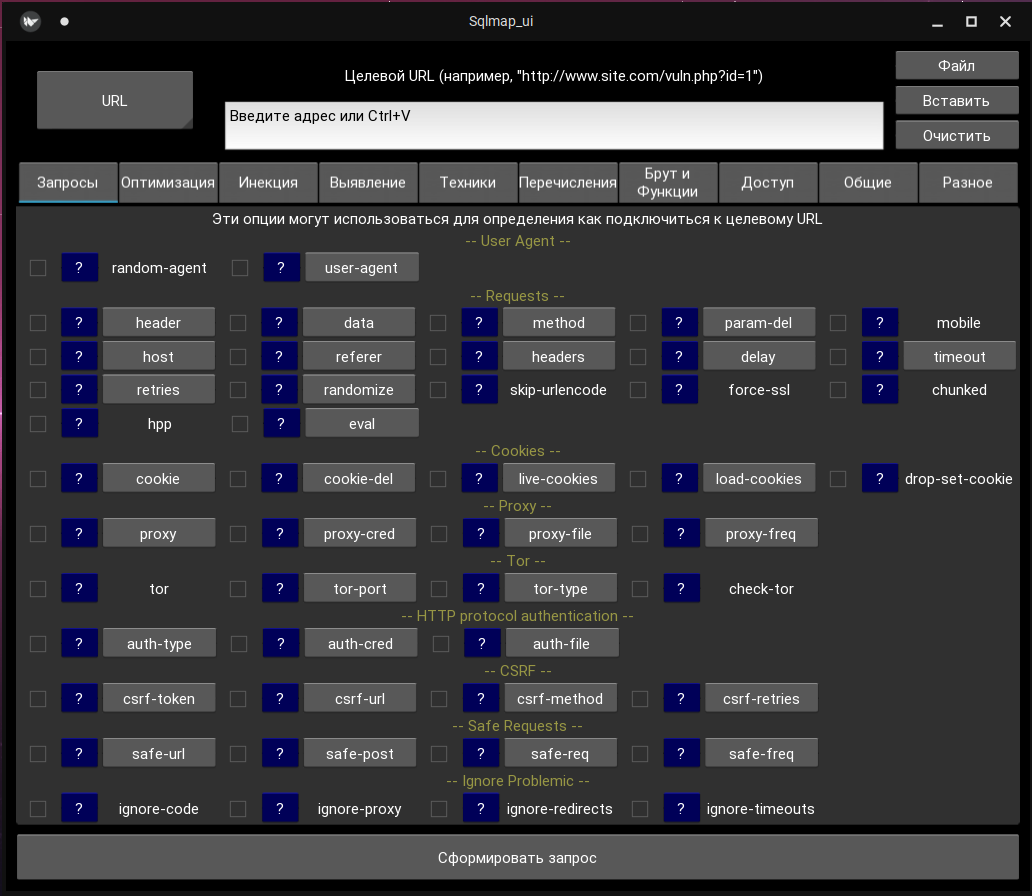 Sqlmap_ui
URL
Целевой URL (например, "http://www.site.com/vuln.php?id=1")
Введите адрес или Ctrl+V
Файл
Вставить
Очистить
Запросы Оптимизация Инекция Выявление Техники Перечисления Брут и Функции Доступ Общие Разное
Эти опции могут использоваться для определения как подключиться к целевому URL
-- User Agent --
? random-agent ? user-agent
-- Requests --
? header ? data ? method ? param-del ? mobile
? host ? referer ? headers ? delay ? timeout
? retries ? randomize ? skip-urlencode ? force-ssl ? chunked
? hpp ? eval
-- Cookies --
? cookie ? cookie-del ? live-cookies ? load-cookies ? drop-set-cookie
-- Proxy --
? proxy ? proxy-cred ? proxy-file ? proxy-freq
-- Tor --
? tor ? tor-port ? tor-type ? check-tor
-- HTTP protocol authentication --
? auth-type ? auth-cred ? auth-file
-- CSRF --
? csrf-token ? csrf-url ? csrf-method ? csrf-retries
-- Safe Requests --
? safe-url ? safe-post ? safe-req ? safe-freq
-- Ignore Problemic --
? ignore-code ? ignore-proxy ? ignore-redirects ? ignore-timeouts
Сформировать запрос